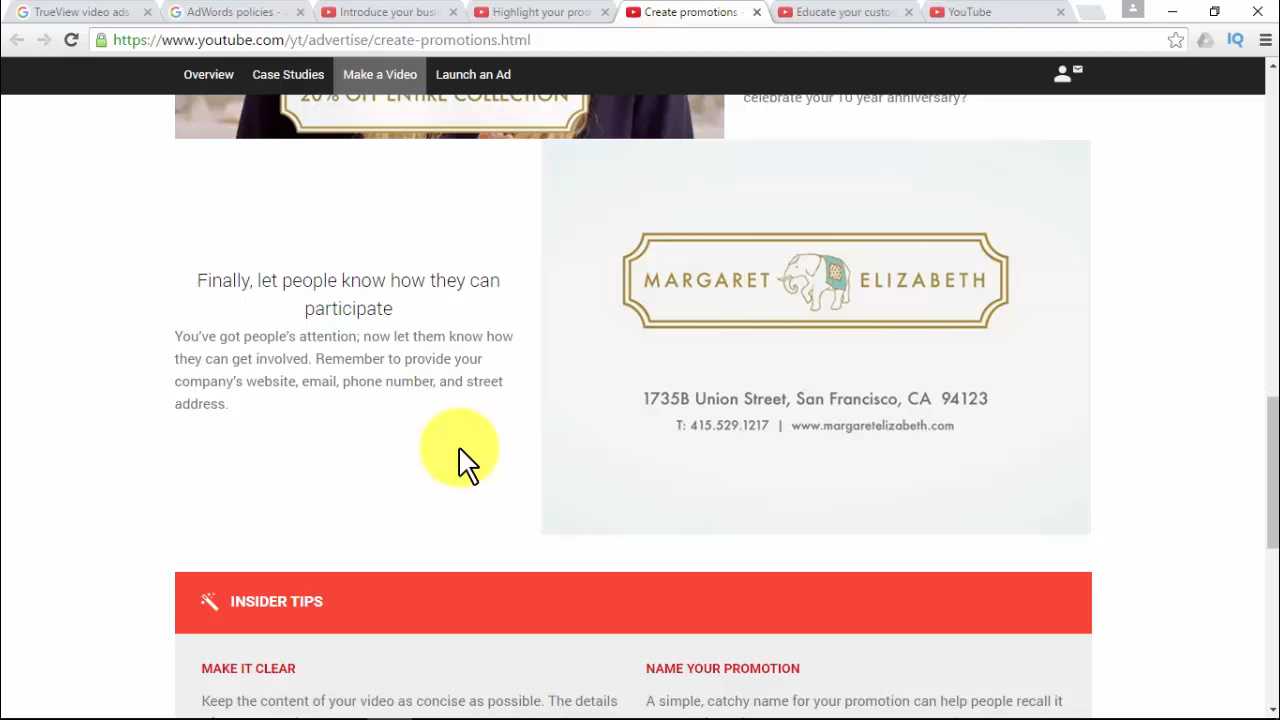 TrueView video ads
AdWords policies -
Introduce your busi
Highlight your prod
Create promotions -
Educate your custom
YouTube
https://www.youtube.com/yt/advertise/create-promotions.html
IQ
Overview
Case Studies
Make a Video
Launch an Ad
20% OFF ENTIRE COLLECTION
celebrate your 10 year anniversary?
Finally, let people know how they can
participate
You've got people's attention; now let them know how
they can get involved. Remember to provide your
company's website, email, phone number, and street
address.
MARGARET ELIZABETH
1735B Union Street, San Francisco, CA 94123
T: 415.529.1217 | www.margaretelizabeth.com
INSIDER TIPS
MAKE IT CLEAR
Keep the content of your video as concise as possible. The details
NAME YOUR PROMOTION
A simple, catchy name for your promotion can help people recall it